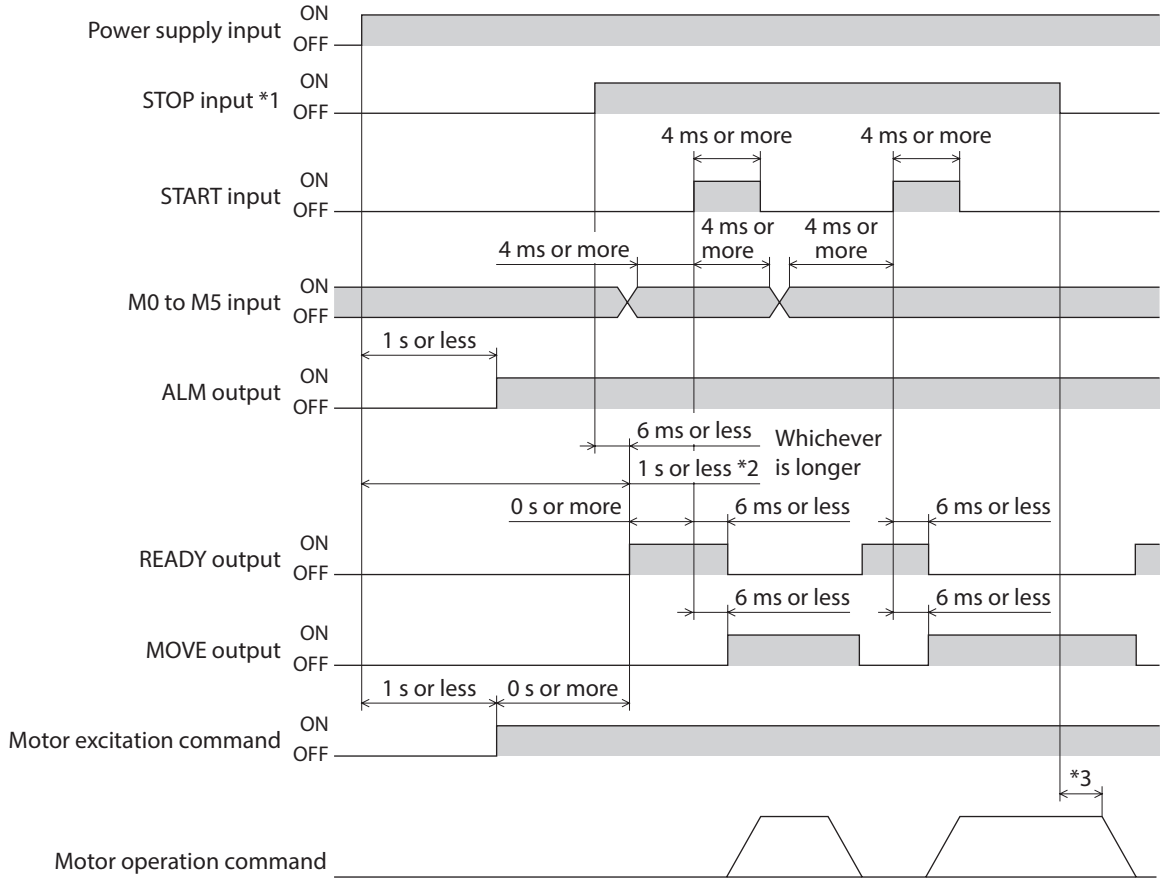 ON
Power supply input
OFF
ON
STOP input *1
OFF
4 ms or more
4 ms or more
ON
START input
OFF
4 ms or more
4 ms or
more
4 ms or
more
ON
M0 to M5 input
OFF
1 s or less
ON
ALM output
OFF
6 ms or less
Whichever
is longer
1 s or less *2
0 s or more
6 ms or less
6 ms or less
ON
READY output
OFF
6 ms or less
6 ms or less
ON
MOVE output
OFF
1 s or less
0 s or more
ON
Motor excitation command
OFF
*3
Motor operation command